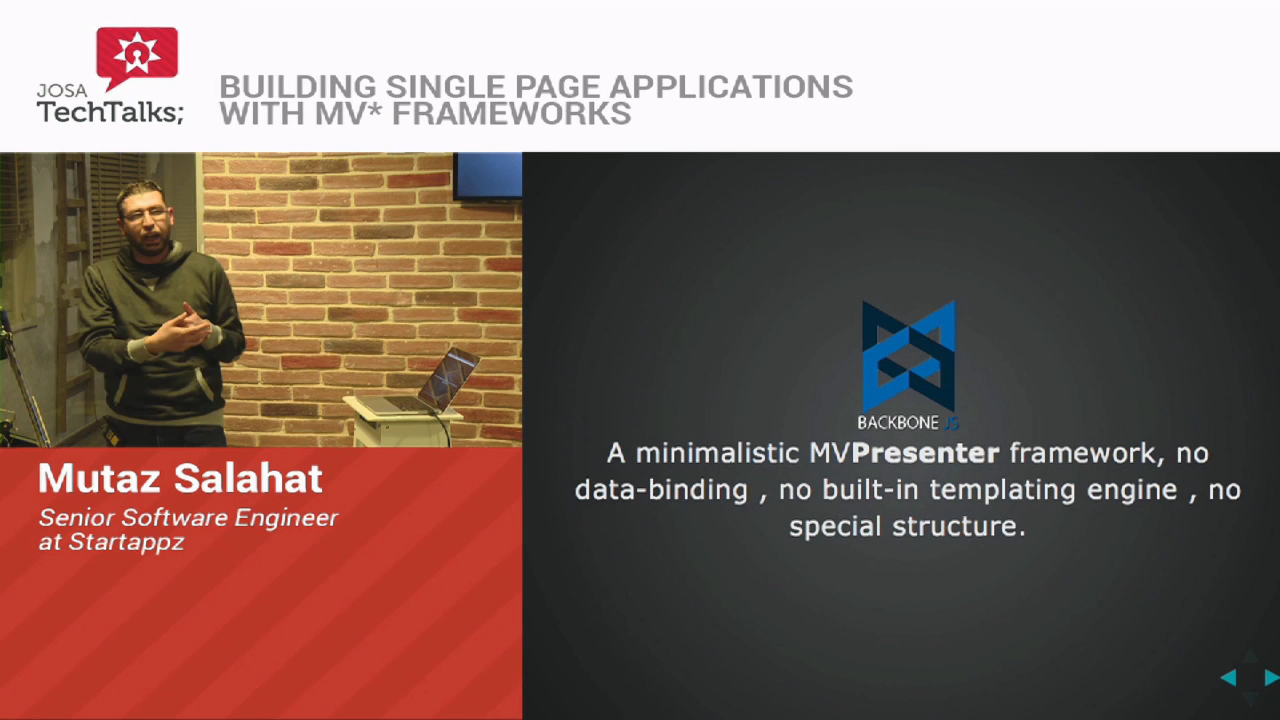 JOSA
TechTalks;
BUILDING SINGLE PAGE APPLICATIONS
WITH MV* FRAMEWORKS
Mutaz Salahat
Senior Software Engineer
at Startappz
BACKBONE JS
A minimalistic MVPresenter framework, no
data-binding , no built-in templating engine , no
special structure.